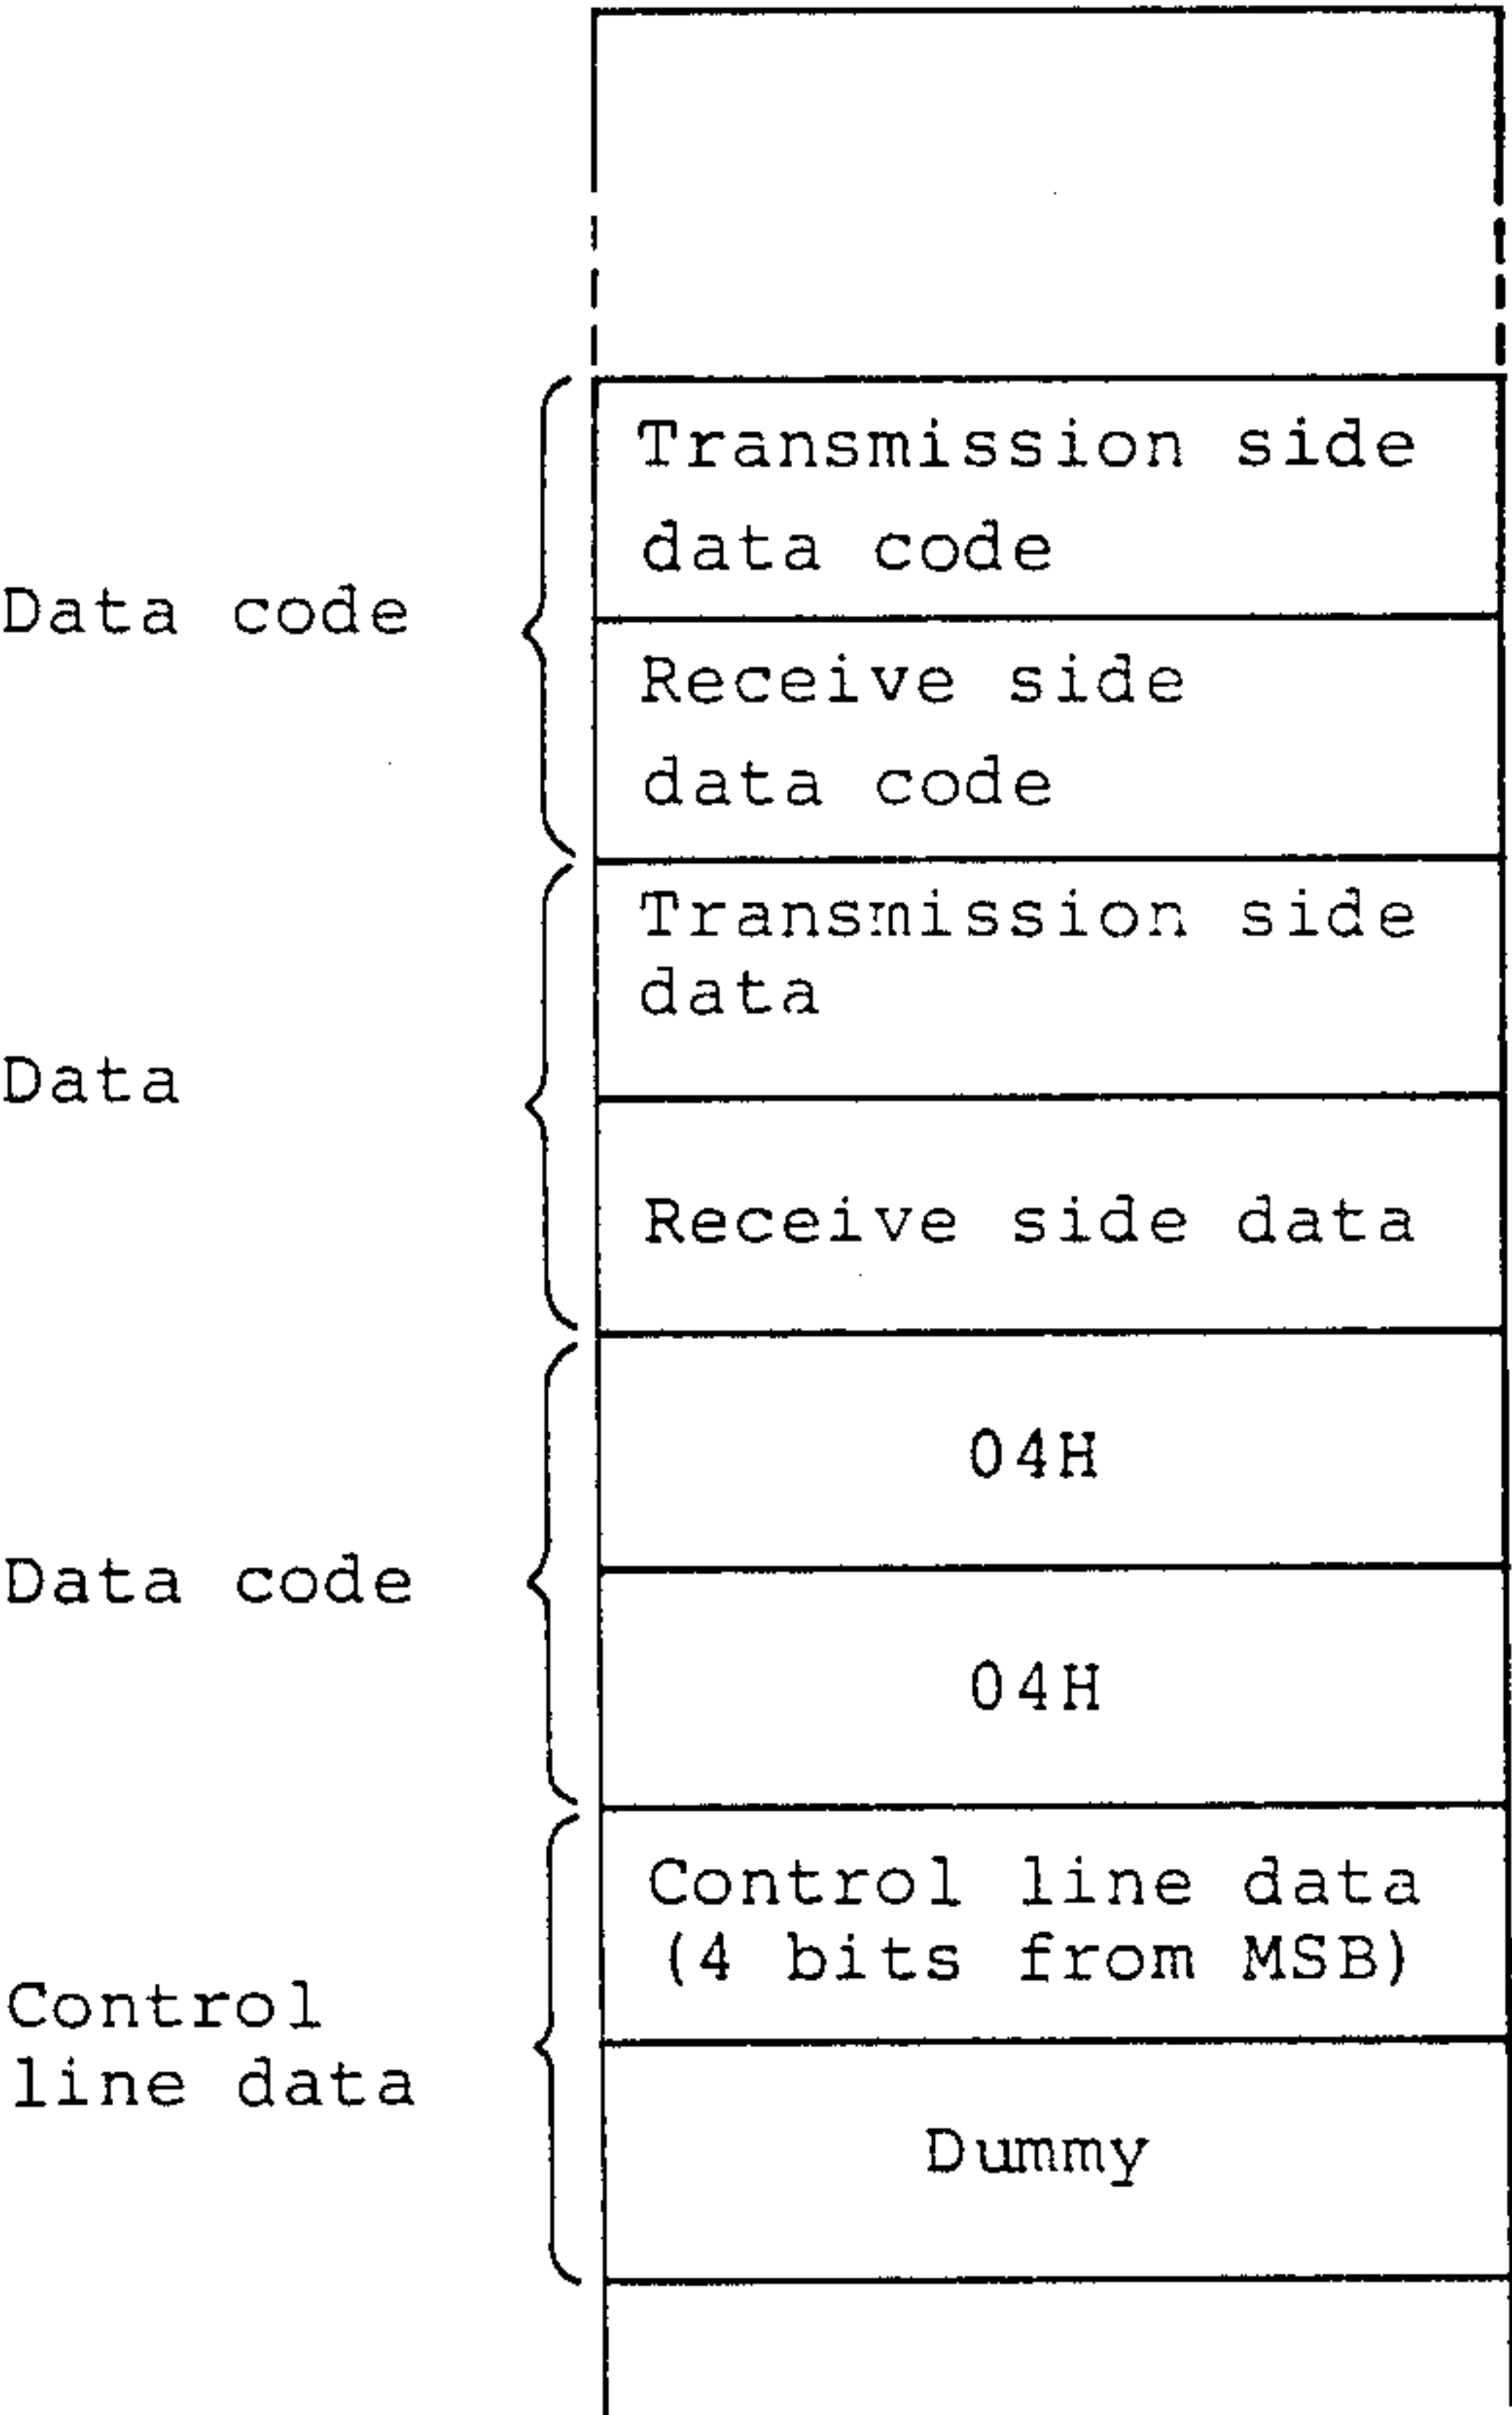 Transmission side
data code
Data code
Receive side
data code
Transmission side
data
Data
Receive side data
04H
Data code
04H
Control line data
(4 bits from MSB)
Control
line data
Dummy